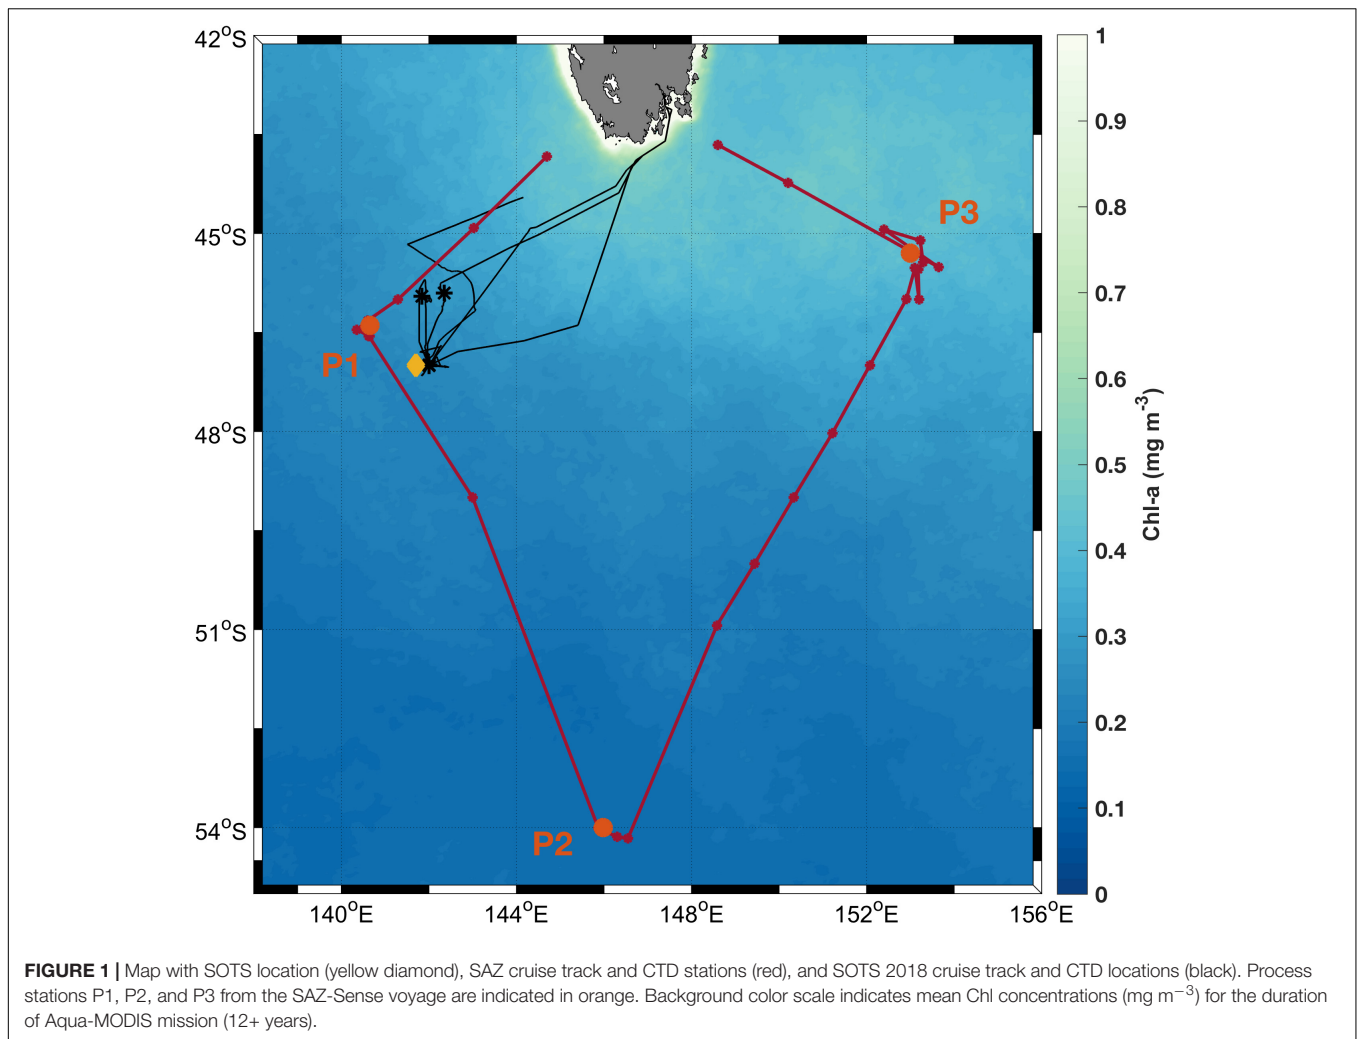 42°S
45°S
48°S
51°S
54°S
140°E
144°E
148°E
152°E
156°E
P1
P2
P3
1
0.9
0.8
0.7
0.6
0.5
0.4
0.3
0.2
0.1
0
Chl-a (mg m-3)
FIGURE 1 | Map with SOTS location (yellow diamond), SAZ cruise track and CTD stations (red), and SOTS 2018 cruise track and CTD locations (black). Process
stations P1, P2, and P3 from the SAZ-Sense voyage are indicated in orange. Background color scale indicates mean Chl concentrations (mg m−3) for the duration
of Aqua-MODIS mission (12+ years).